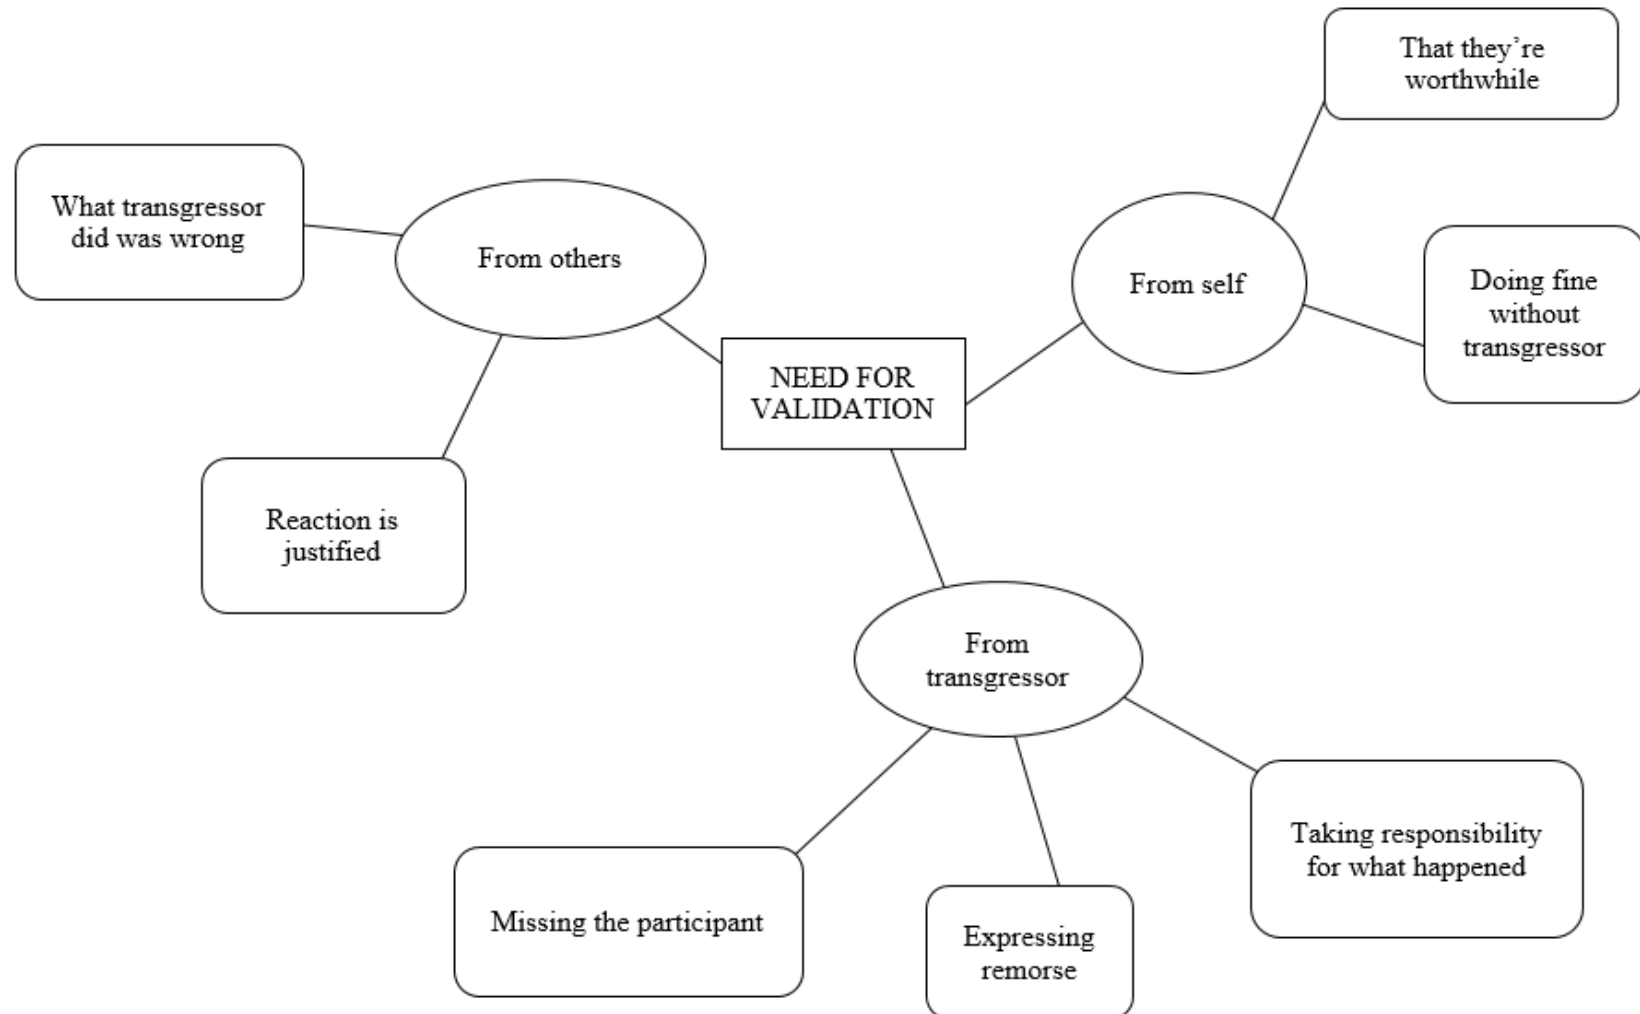 That they’re
worthwhile
What transgressor
did was wrong
From others
From self
Doing fine
without
transgressor
NEED FOR
VALIDATION
Reaction is
justified
From
transgressor
Missing the participant
Expressing
remorse
Taking responsibility
for what happened